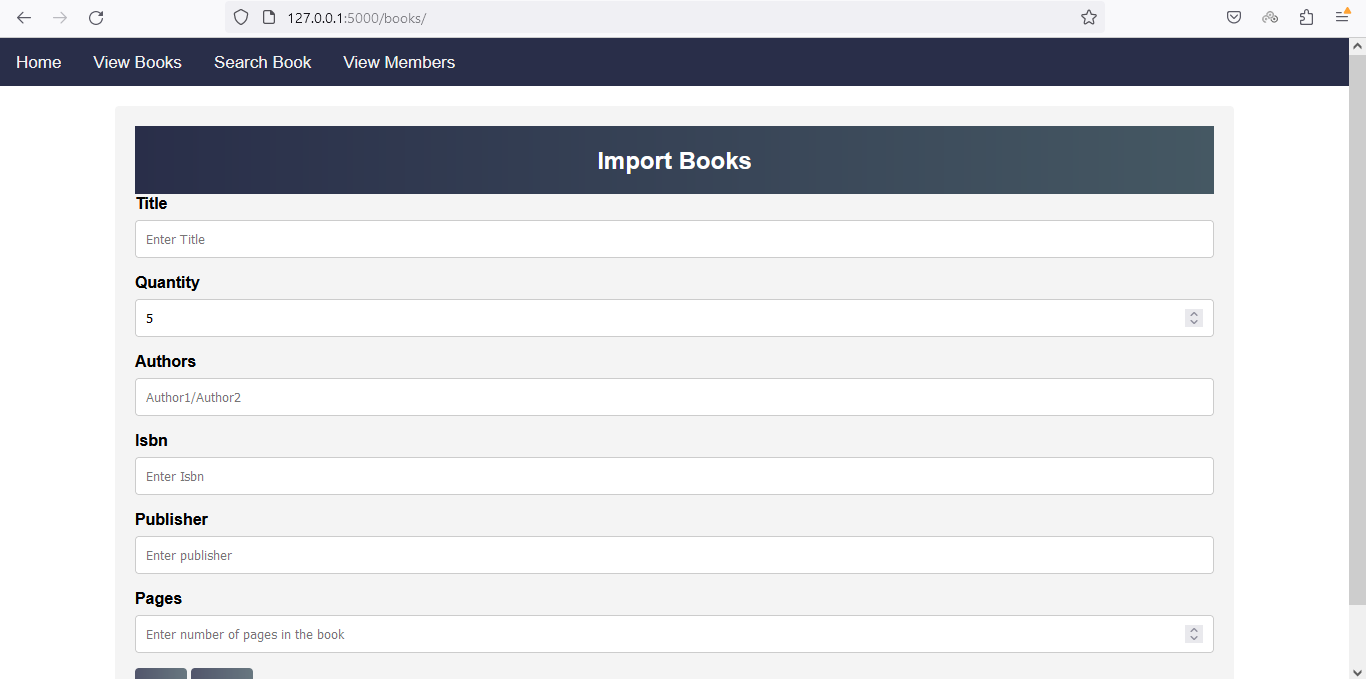 127.0.0.1:5000/books/
Home View Books Search Book View Members
Import Books
Title
Enter Title
Quantity
5
Authors
Author1/Author2
Isbn
Enter Isbn
Publisher
Enter publisher
Pages
Enter number of pages in the book